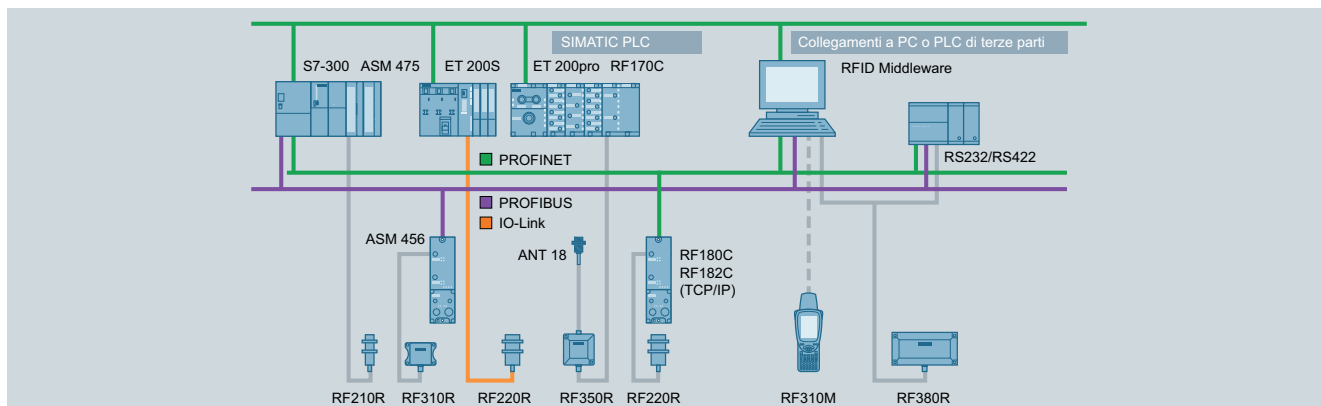 SIMATIC PLC
Collegamenti a PC o PLC di terze parti
S7-300 ASM 475 ET 200S ET 200pro RF170C RFID Middleware
RS232/RS422
PROFINET
PROFIBUS
IO-Link
ASM 456
ANT 18
RF180C
RF182C
(TCP/IP)
RF210R RF310R RF220R RF350R RF220R RF310M RF380R